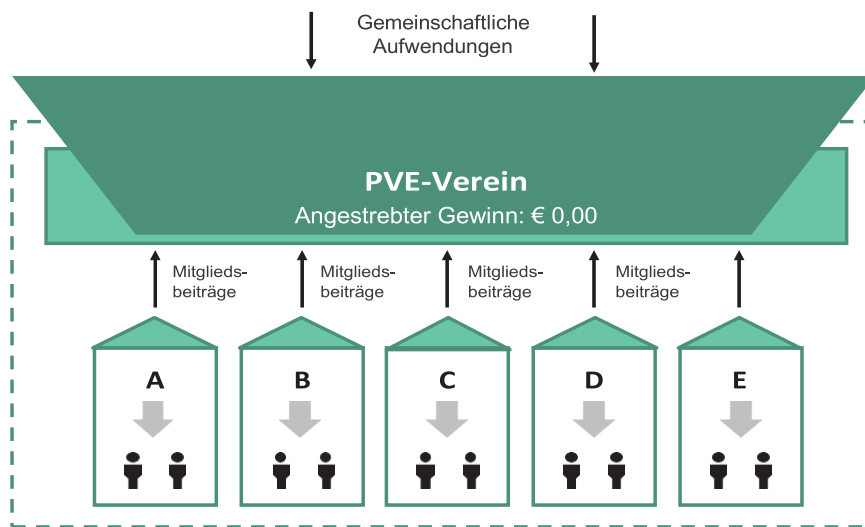 Gemeinschaftliche
Aufwendungen
PVE-Verein
Angestrebter Gewinn: € 0,00
Mitglieds-
beiträge
Mitglieds-
beiträge
Mitglieds-
beiträge
Mitglieds-
beiträge
A
B
C
D
E